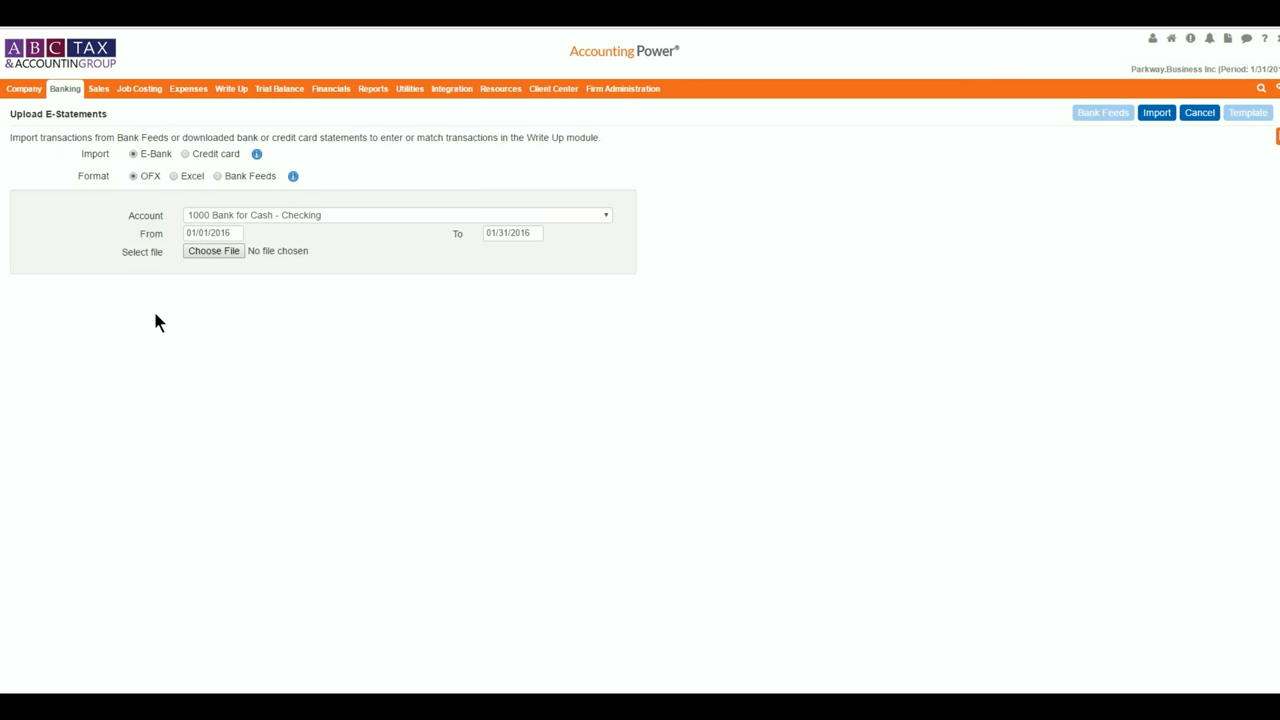 ABC TAX
& ACCOUNTINGGROUP
Accounting Power®
Parkway.Business Inc (Period: 1/31/201
Company Banking Sales Job Costing Expenses Write Up Trial Balance Financials Reports Utilities Integration Resources Client Center Firm Administration
Upload E-Statements
Bank Feeds Import Cancel Template
Import transactions from Bank Feeds or downloaded bank or credit card statements to enter or match transactions in the Write Up module.
Import E-Bank Credit card
Format OFX Excel Bank Feeds
Account 1000 Bank for Cash - Checking
From 01/01/2016 To 01/31/2016
Select file Choose File No file chosen